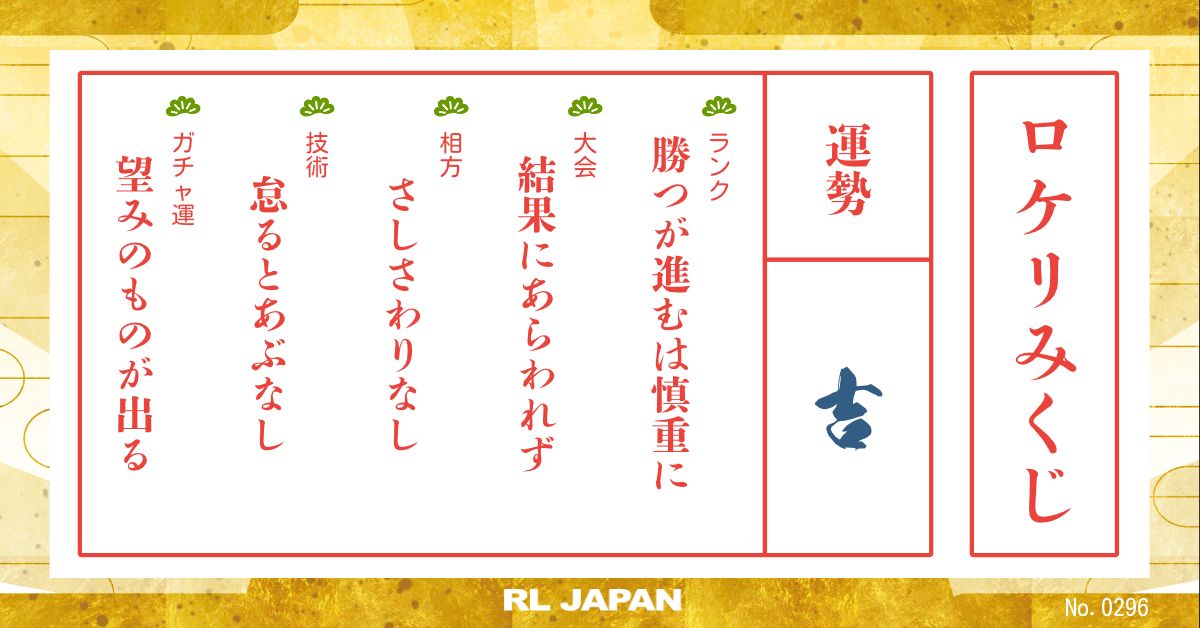 ロケリみくじ
運勢
吉
ランク
勝つが進むは慎重に
大会
結果にあらわれず
相方
さしさわりなし
技術
怠るとあぶなし
ガチャ運
望みのものが出る
RL JAPAN
No. 0296